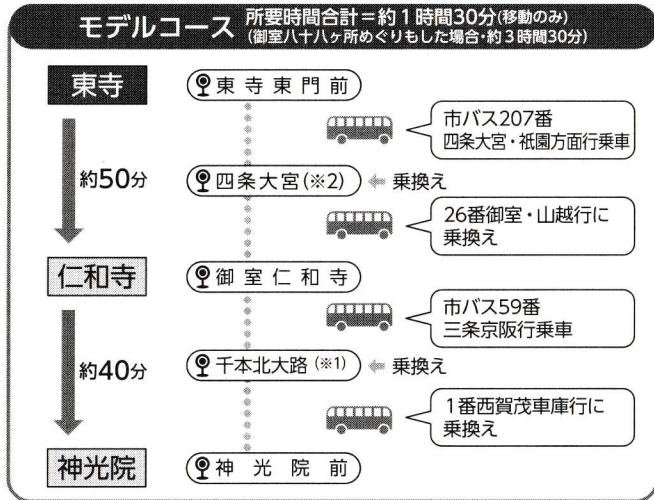 モデルコース 所要時間合計=約1時間30分(移動のみ)
(御室八十八ヶ所めぐりもした場合・約3時間30分)
東寺
東寺東門前
市バス207番
四条大宮・祇園方面行乗車
約50分
四条大宮(※2) 乗換え
26番御室・山越行に
乗換え
仁和寺
御室仁和寺
市バス59番
三条京阪行乗車
約40分
千本北大路(※1) 乗換え
1番西賀茂車庫行に
乗換え
神光院
神光院前